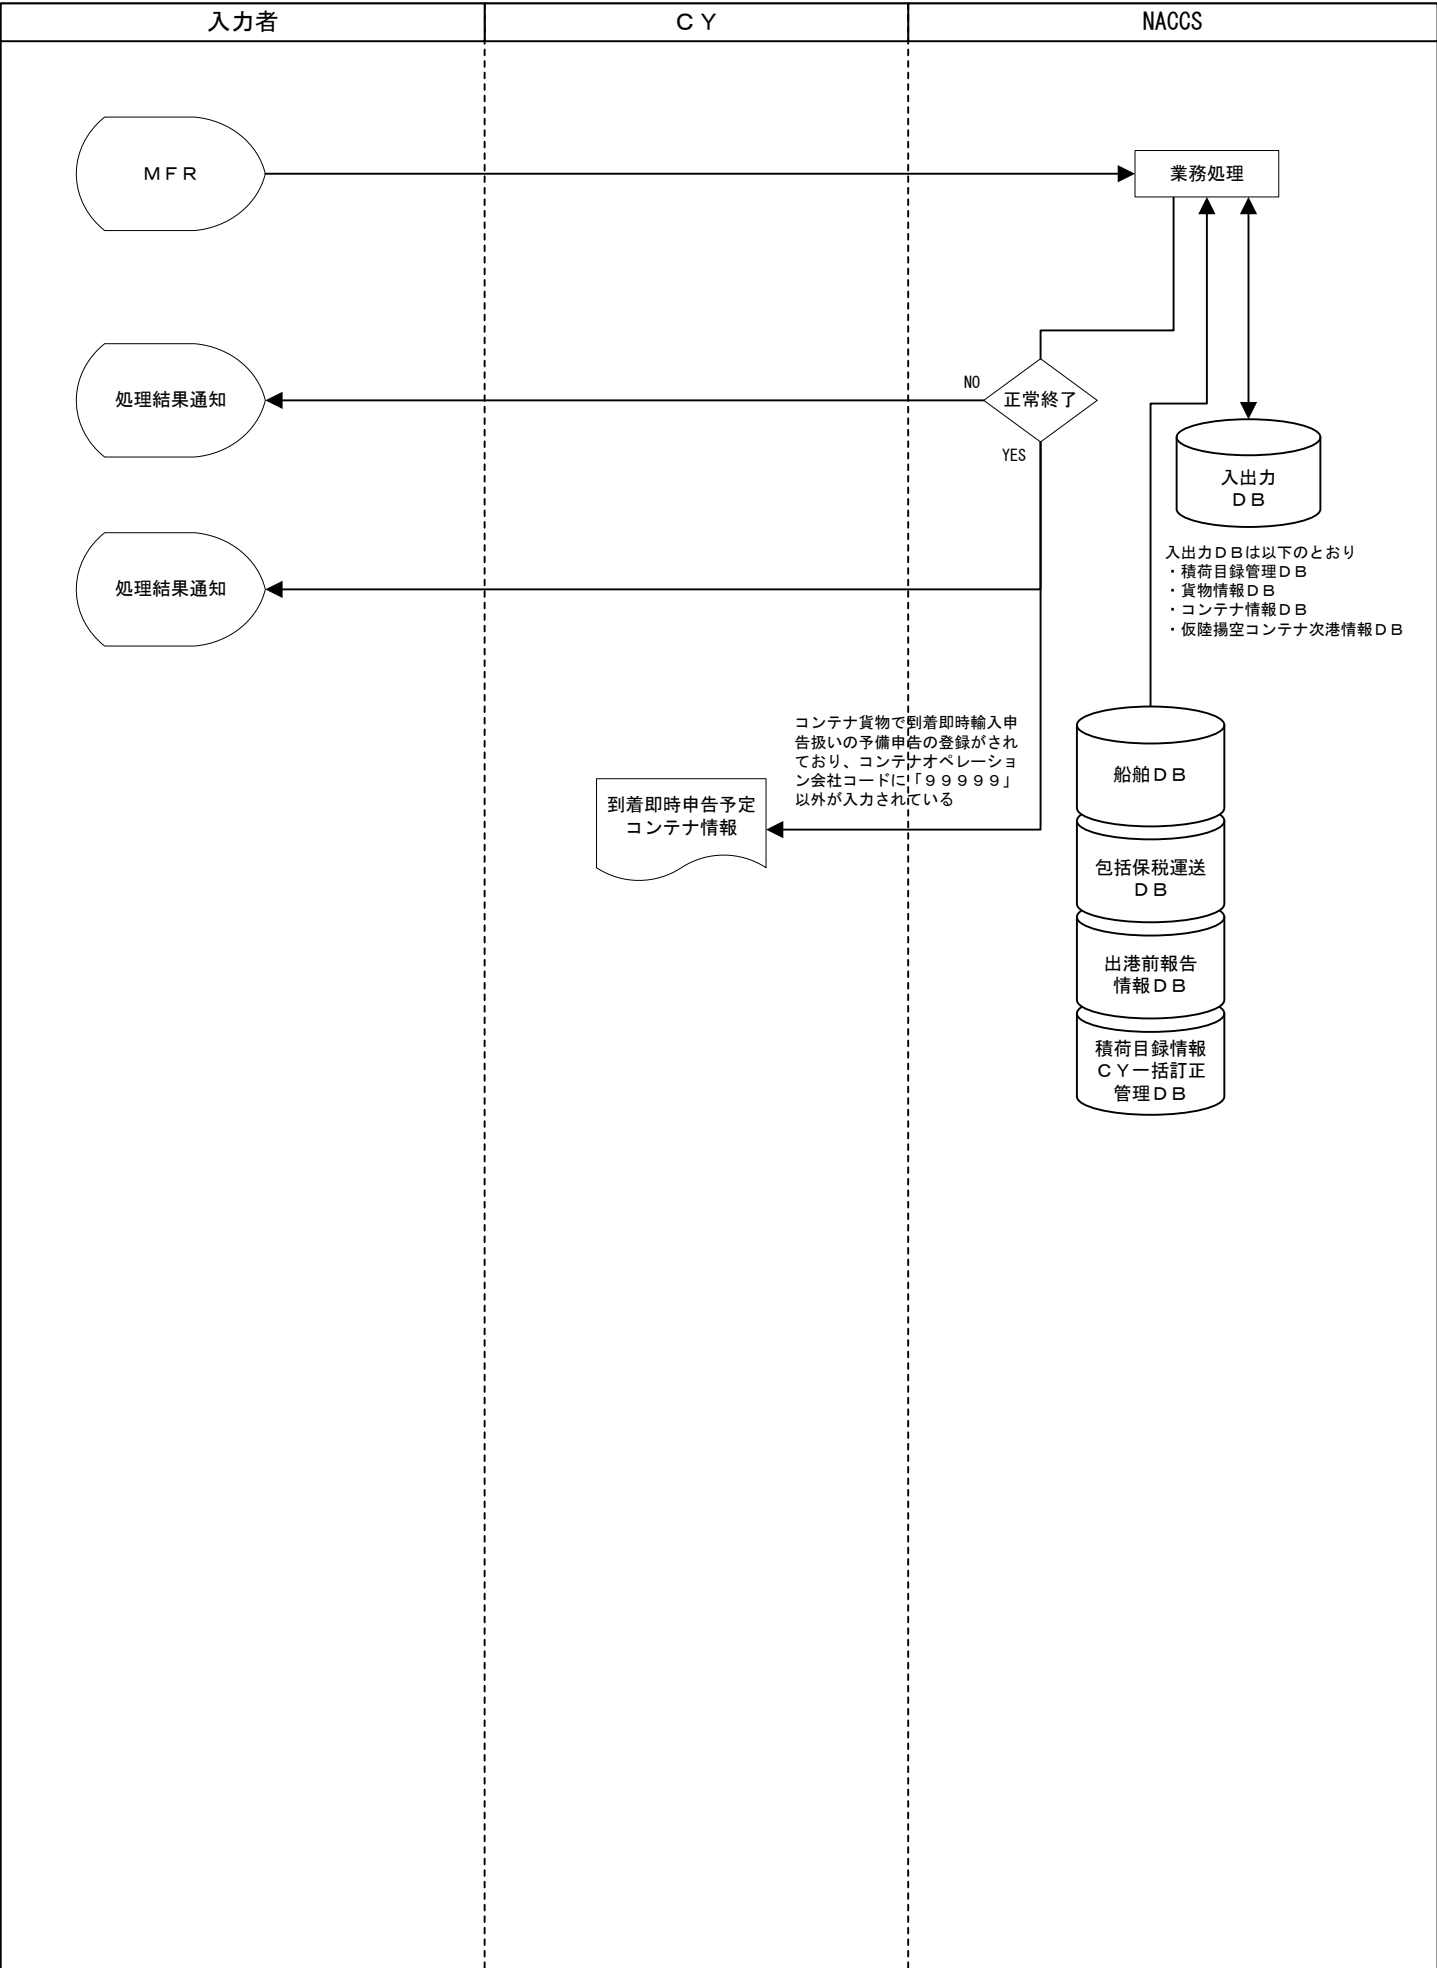 入力者
ＣＹ
NACCS
ＭＦＲ
業務処理
処理結果通知
NO
正常終了
YES
入出力
ＤＢ
処理結果通知
入出力ＤＢは以下のとおり
・積荷目録管理ＤＢ
・貨物情報ＤＢ
・コンテナ情報ＤＢ
・仮陸揚空コンテナ次港情報ＤＢ
コンテナ貨物で到着即時輸入申
告扱いの予備申告の登録がされ
ており、コンテナオペレーショ
ン会社コードに「９９９９９」
以外が入力されている
到着即時申告予定
コンテナ情報
船舶ＤＢ
包括保税運送
ＤＢ
出港前報告
情報ＤＢ
積荷目録情報
ＣＹ一括訂正
管理ＤＢ